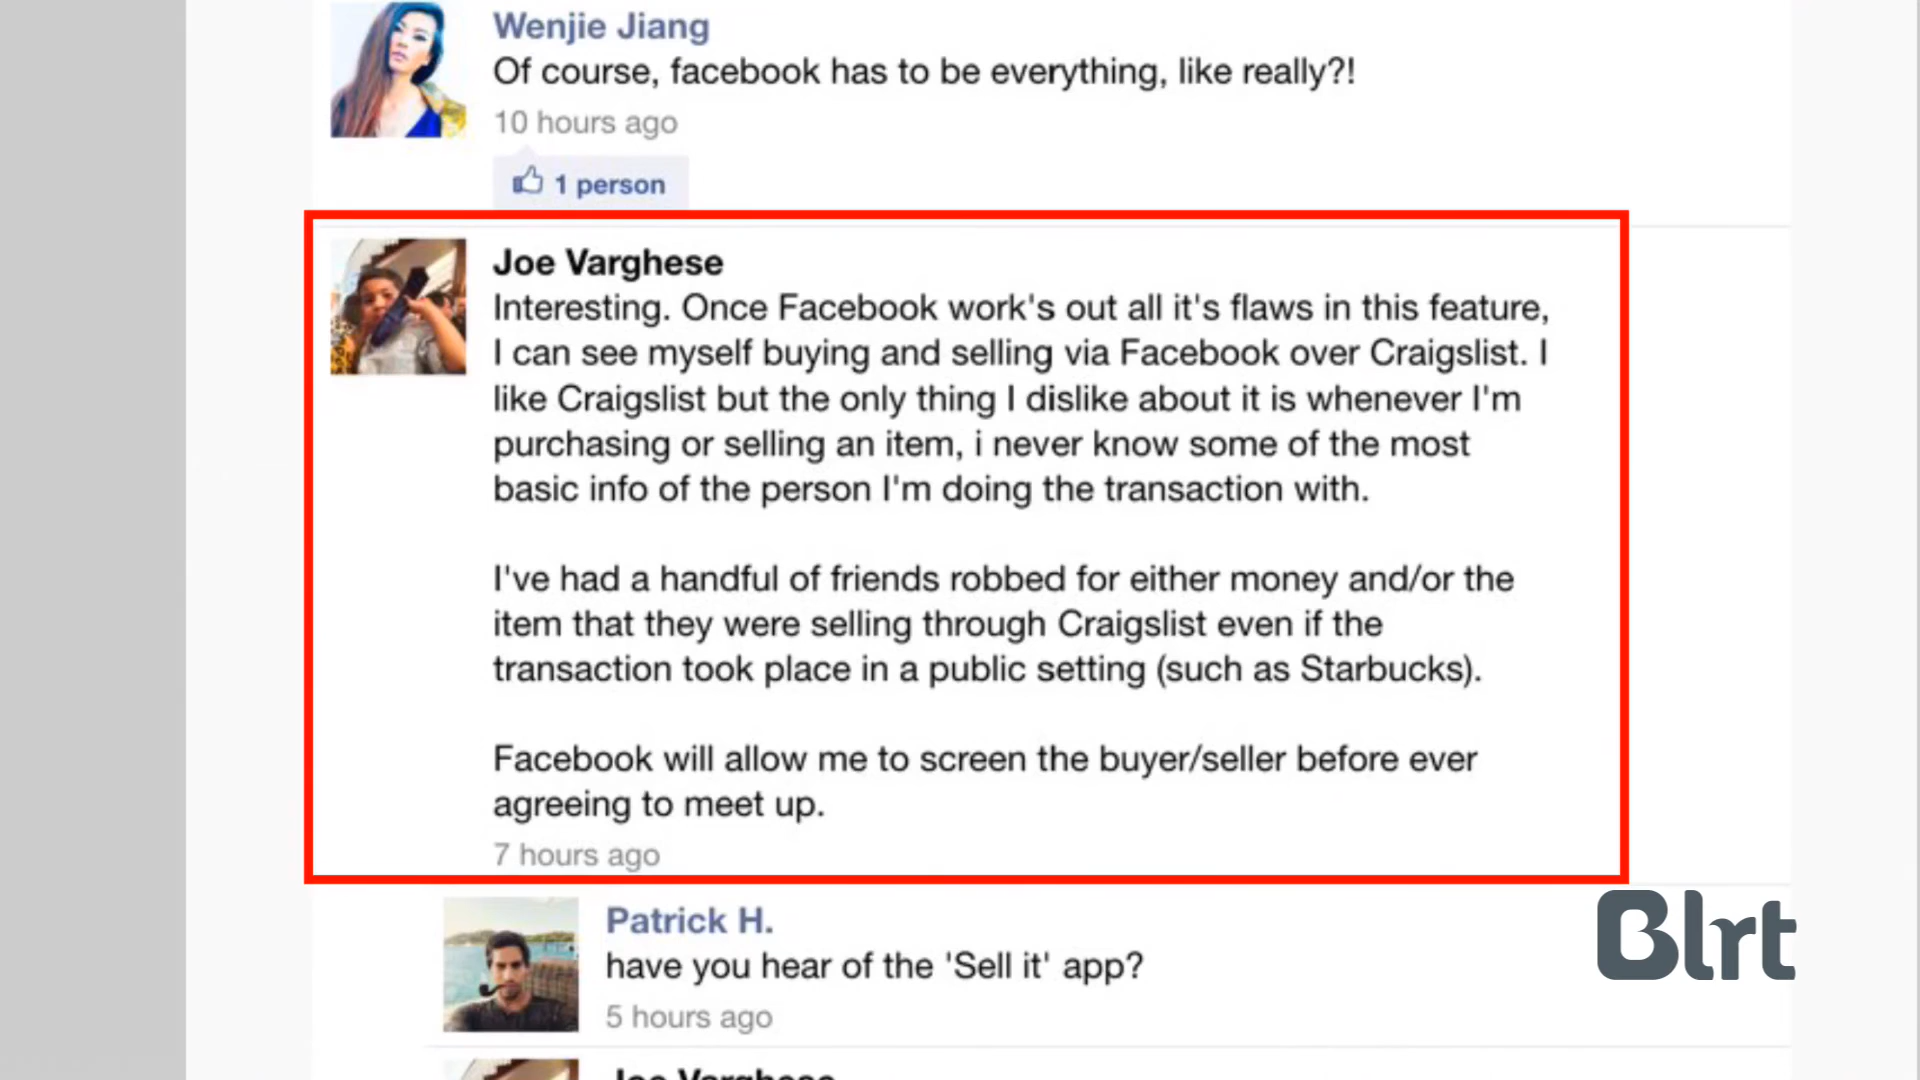 Wenjie Jiang
Of course, facebook has to be everything, like really?!
10 hours ago
1 person
Joe Varghese
Interesting. Once Facebook work's out all it's flaws in this feature,
I can see myself buying and selling via Facebook over Craigslist. I
like Craigslist but the only thing I dislike about it is whenever I'm
purchasing or selling an item, i never know some of the most
basic info of the person I'm doing the transaction with.
I've had a handful of friends robbed for either money and/or the
item that they were selling through Craigslist even if the
transaction took place in a public setting (such as Starbucks).
Facebook will allow me to screen the buyer/seller before ever
agreeing to meet up.
7 hours ago
Blrt
Patrick H.
have you hear of the 'Sell it' app?
5 hours ago
Joe Varghese